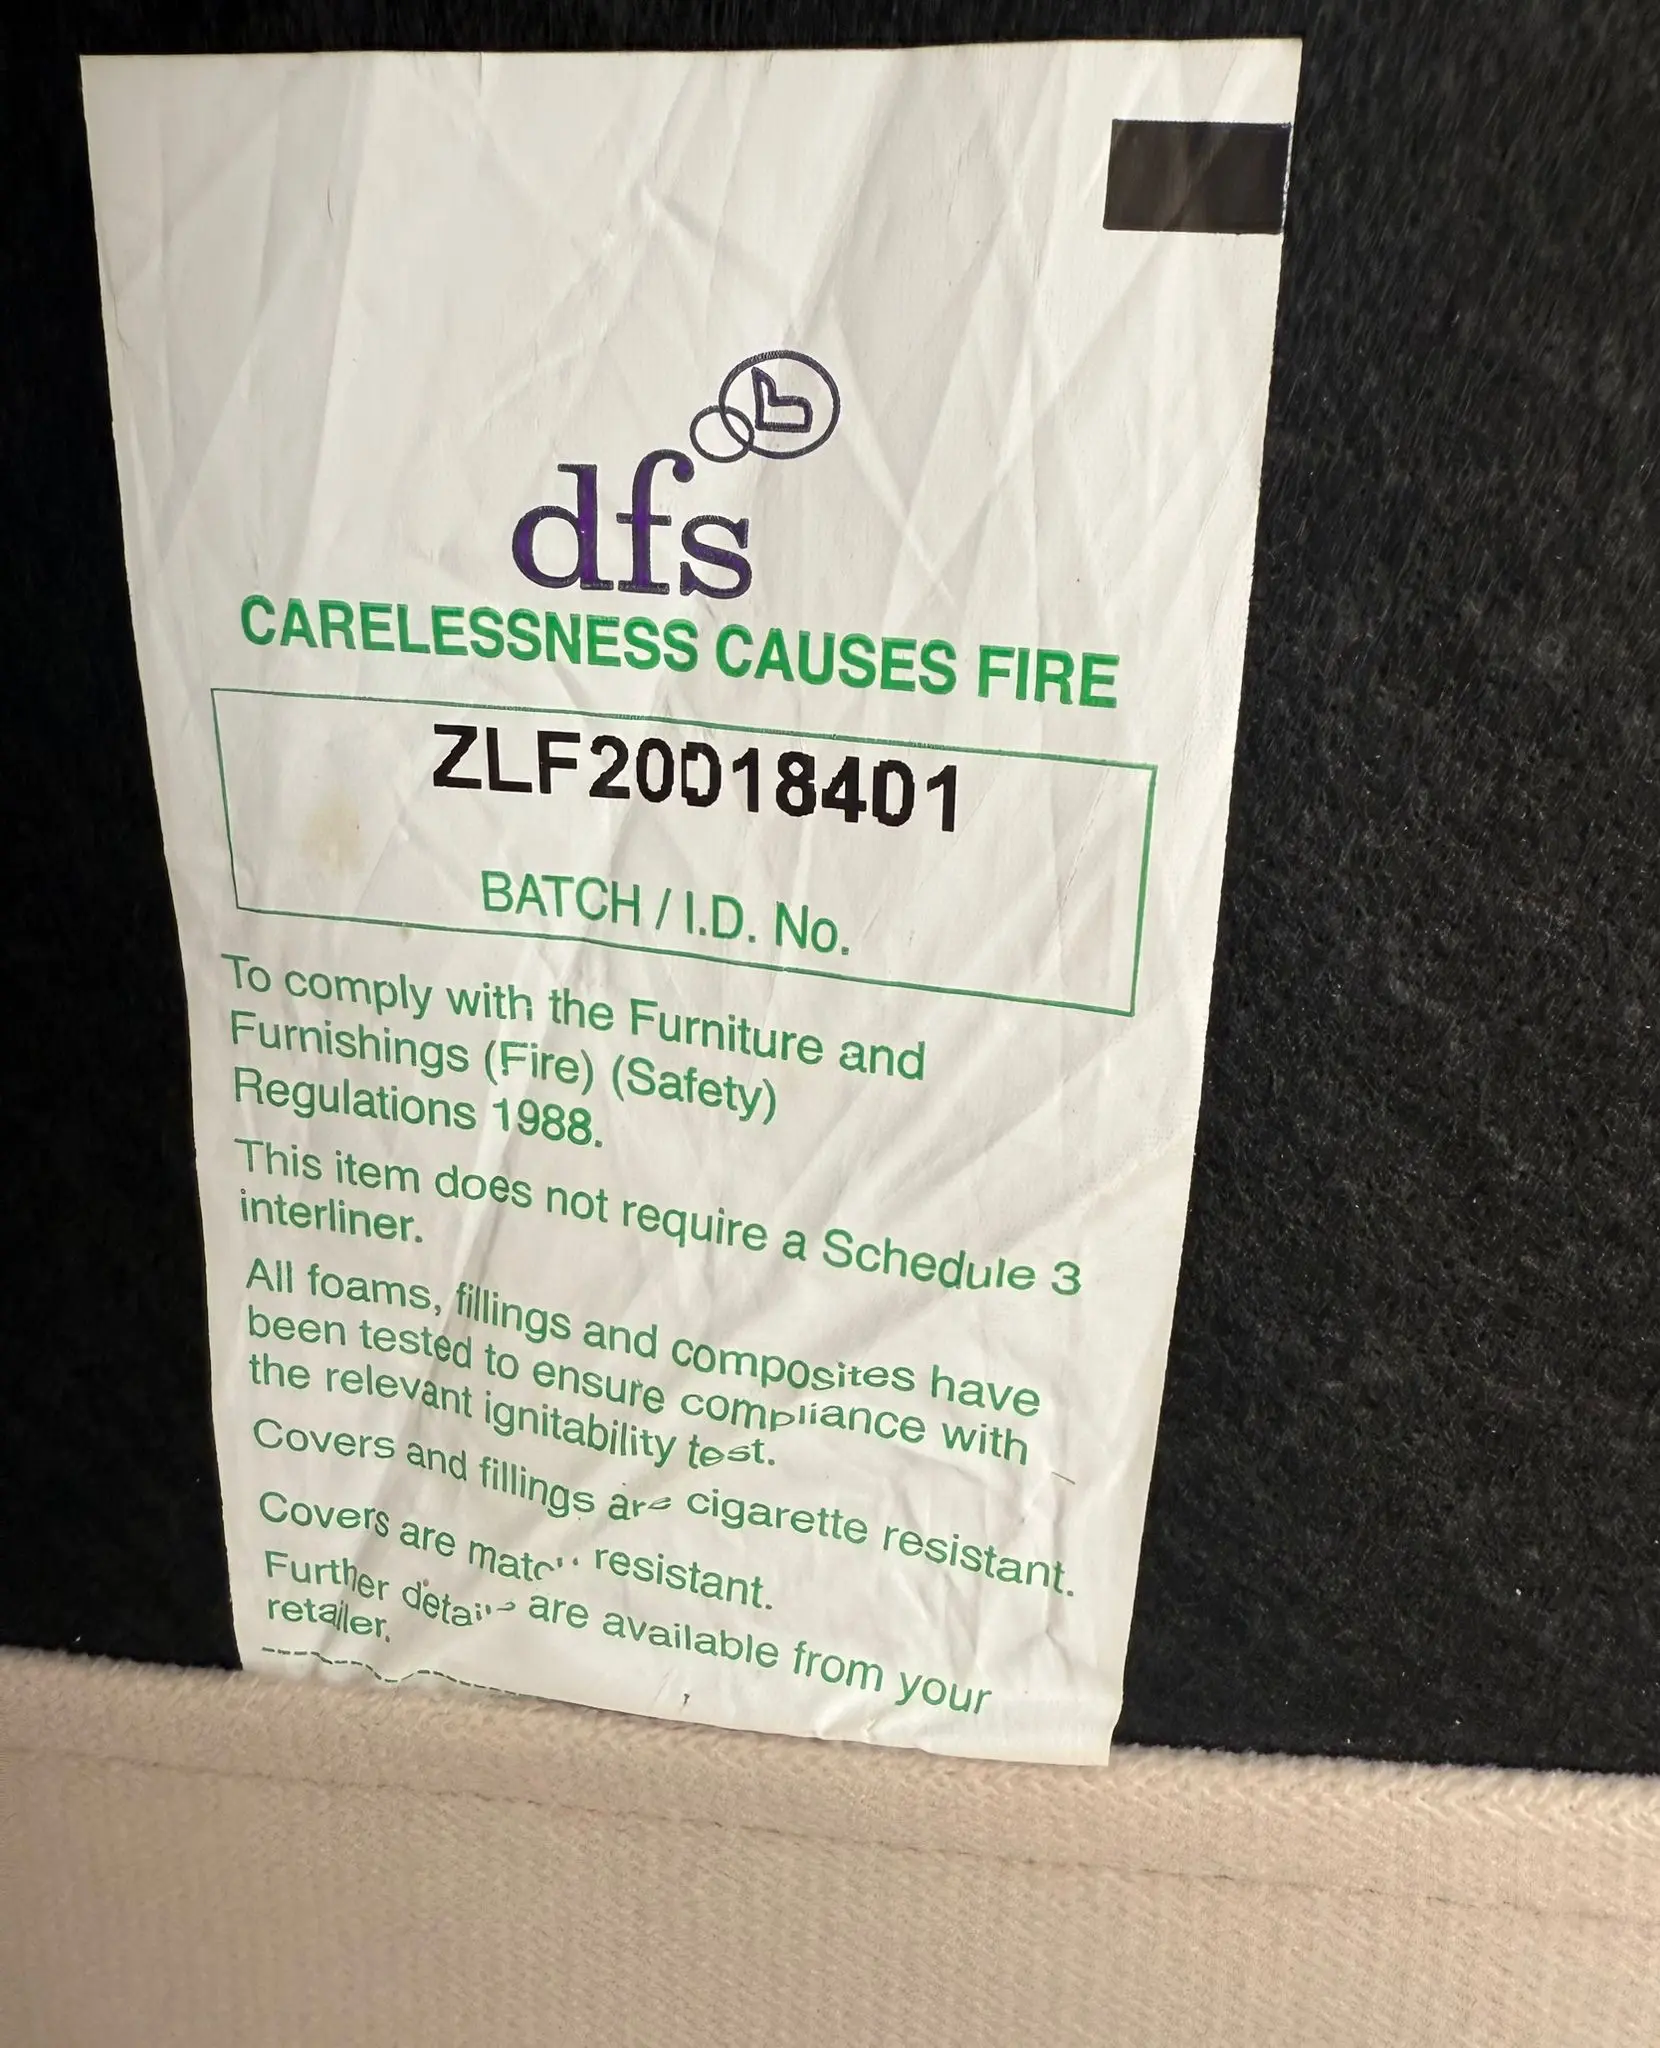 dfs
CARELESSNESS CAUSES FIRE
ZLF20018401
BATCH / I.D. No.
To comply with the Furniture and
Furnishings (Fire) (Safety)
Regulations 1988.
This item does not require a Schedule 3
interliner.
All foams, fillings and composites have
been tested to ensure compliance with
the relevant ignitability test.
Covers and fillings are cigarette resistant.
Covers are match resistant.
Further details are available from your
retailer.